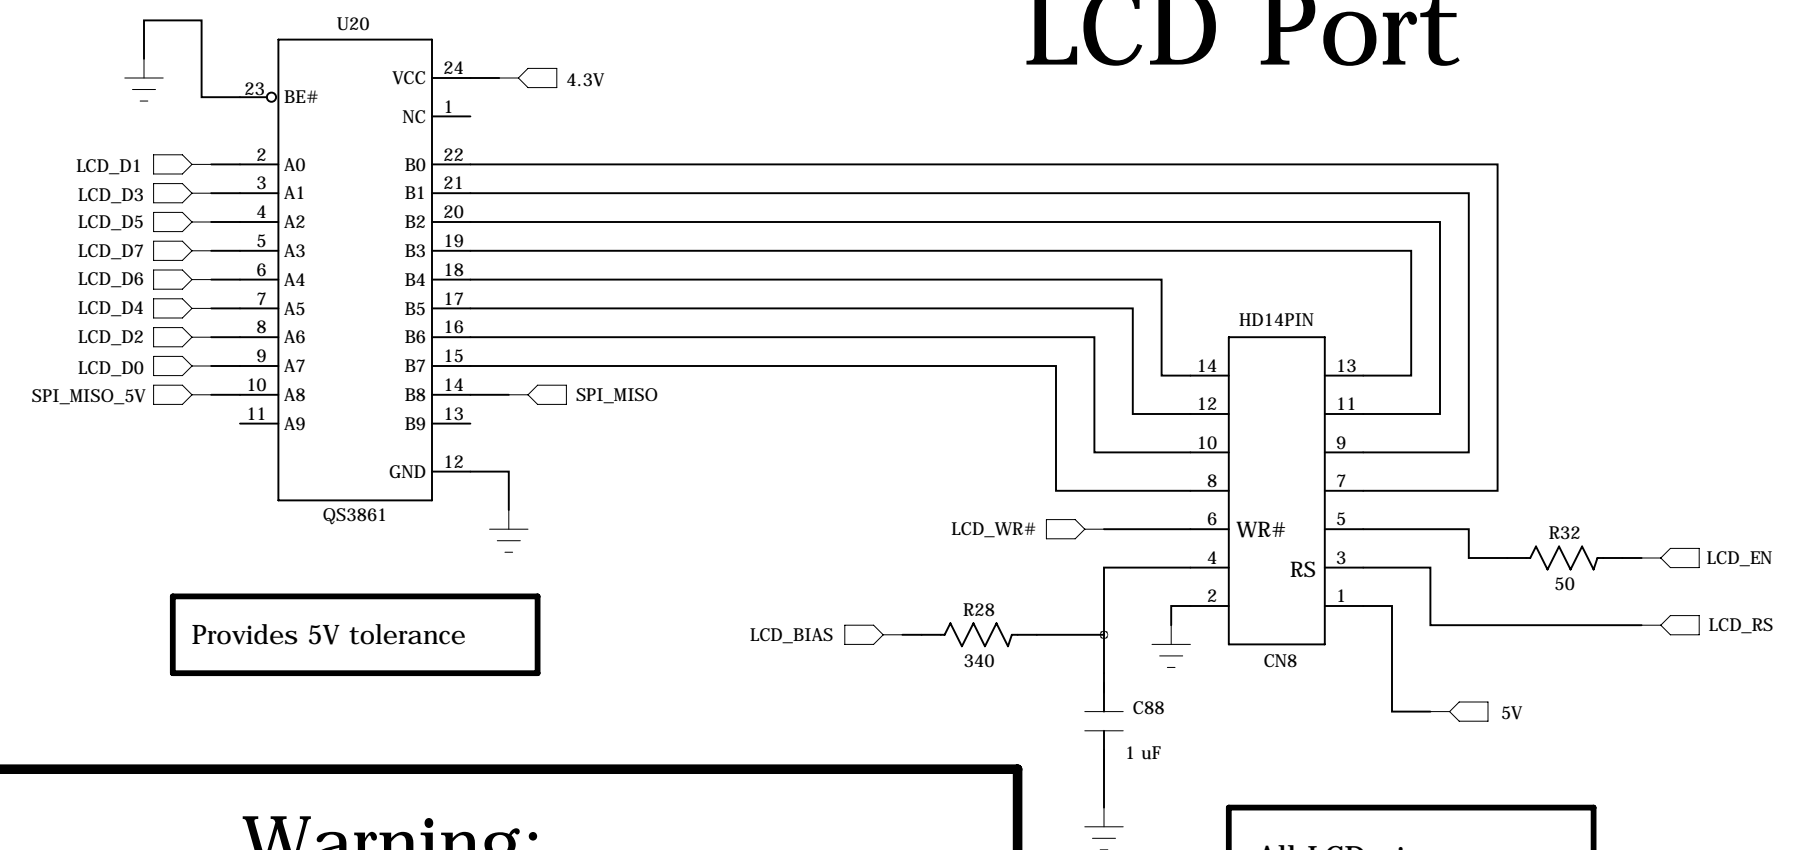 LCD Port
U20
VCC 24 4.3V
23 BE#
NC 1
LCD_D1 2 A0 B0 22
LCD_D3 3 A1 B1 21
LCD_D5 4 A2 B2 20
LCD_D7 5 A3 B3 19
LCD_D6 6 A4 B4 18
LCD_D4 7 A5 B5 17
LCD_D2 8 A6 B6 16
LCD_D0 9 A7 B7 15
SPI_MISO_5V 10 A8 B8 14 SPI_MISO
11 A9 B9 13
GND 12
QS3861
HD14PIN
14 13
12 11
10 9
8 7
LCD_WR# 6 WR# 5
R32
50
LCD_EN
4 RS 3
LCD_RS
2 1
CN8
5V
LCD_BIAS
R28
340
C88
1 uF
Provides 5V tolerance
Warning:
All LCD